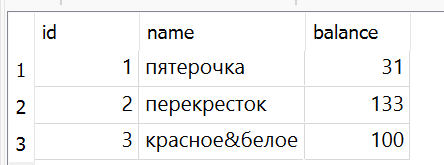 id name balance
1 1 пятерочка 31
2 2 перекресток 133
3 3 красное&белое 100